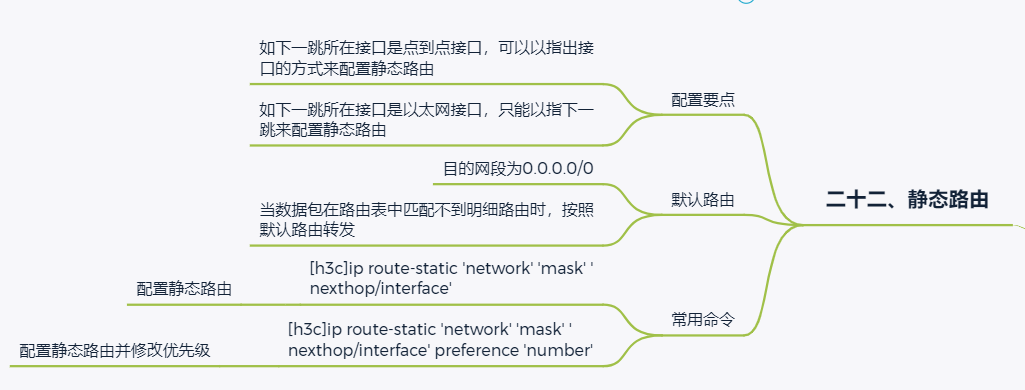 二十二、静态路由
配置要点
如下一跳所在接口是点到点接口，可以以指出接
口的方式来配置静态路由
如下一跳所在接口是以太网接口，只能以指下一
跳来配置静态路由
默认路由
目的网段为0.0.0.0/0
当数据包在路由表中匹配不到明细路由时，按照
默认路由转发
常用命令
[h3c]ip route-static 'network' 'mask' '
nexthop/interface'
配置静态路由
[h3c]ip route-static 'network' 'mask' '
nexthop/interface' preference 'number'
配置静态路由并修改优先级